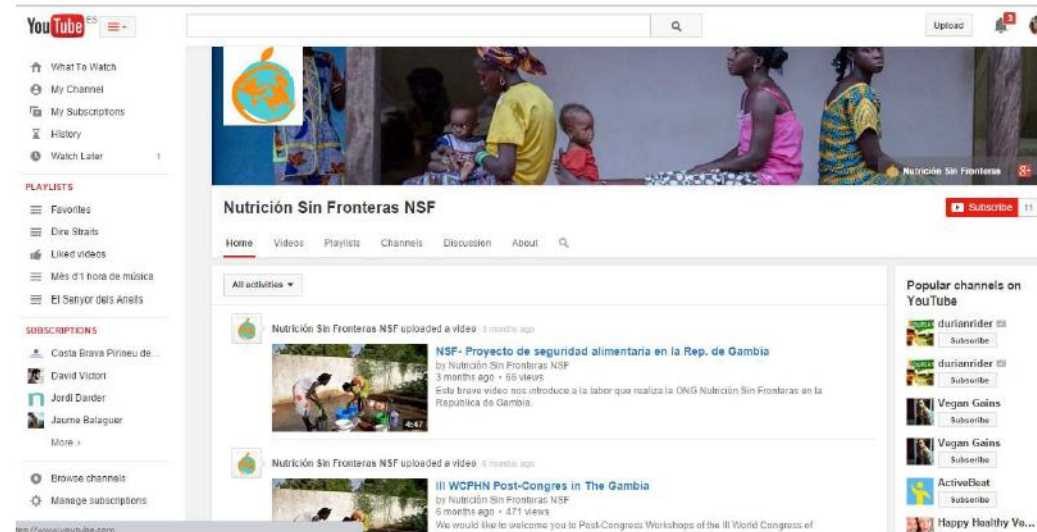 YouTube ES
Upload
3
What To Watch
My Channel
My Subscriptions
History
Watch Later 1
PLAYLISTS
Favorites
Dire Straits
Liked videos
Més d'1 hora de música
El Senyor dels Anells
SUBSCRIPTIONS
Costa Brava Pirineu de...
David Victori
Jordi Darder
Jaume Balaguer
More ›
Browse channels
Manage subscriptions
Nutrición Sin Fronteras
Nutrición Sin Fronteras NSF
Subscribe 11
Home Videos Playlists Channels Discussion About
All activities
Nutrición Sin Fronteras NSF uploaded a video 3 months ago
NSF- Proyecto de seguridad alimentaria en la Rep. de Gambia
by Nutrición Sin Fronteras NSF
3 months ago • 66 views
Este breve video nos introduce a la labor que realiza la ONG Nutrición Sin Fronteras en la
República de Gambia.
4:47
Nutrición Sin Fronteras NSF uploaded a video 6 months ago
III WCPHN Post-Congres in The Gambia
by Nutrición Sin Fronteras NSF
6 months ago • 471 views
We would like to welcome you to Post-Congress Workshops of the III World Congress of
Popular channels on
YouTube
durianrider
Subscribe
durianrider
Subscribe
Vegan Gains
Subscribe
Vegan Gains
Subscribe
ActiveBeat
Subscribe
Happy Healthy Ve...